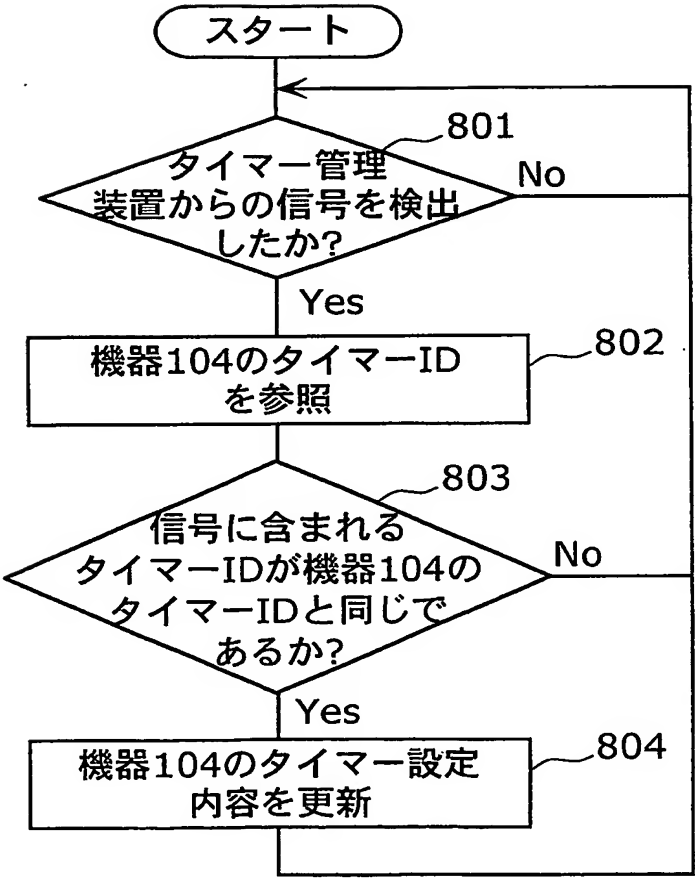 スタート
801
タイマー管理
装置からの信号を検出
したか?
No
Yes
802
機器104のタイマーID
を参照
803
信号に含まれる
タイマーIDが機器104の
タイマーIDと同じで
あるか?
No
Yes
804
機器104のタイマー設定
内容を更新